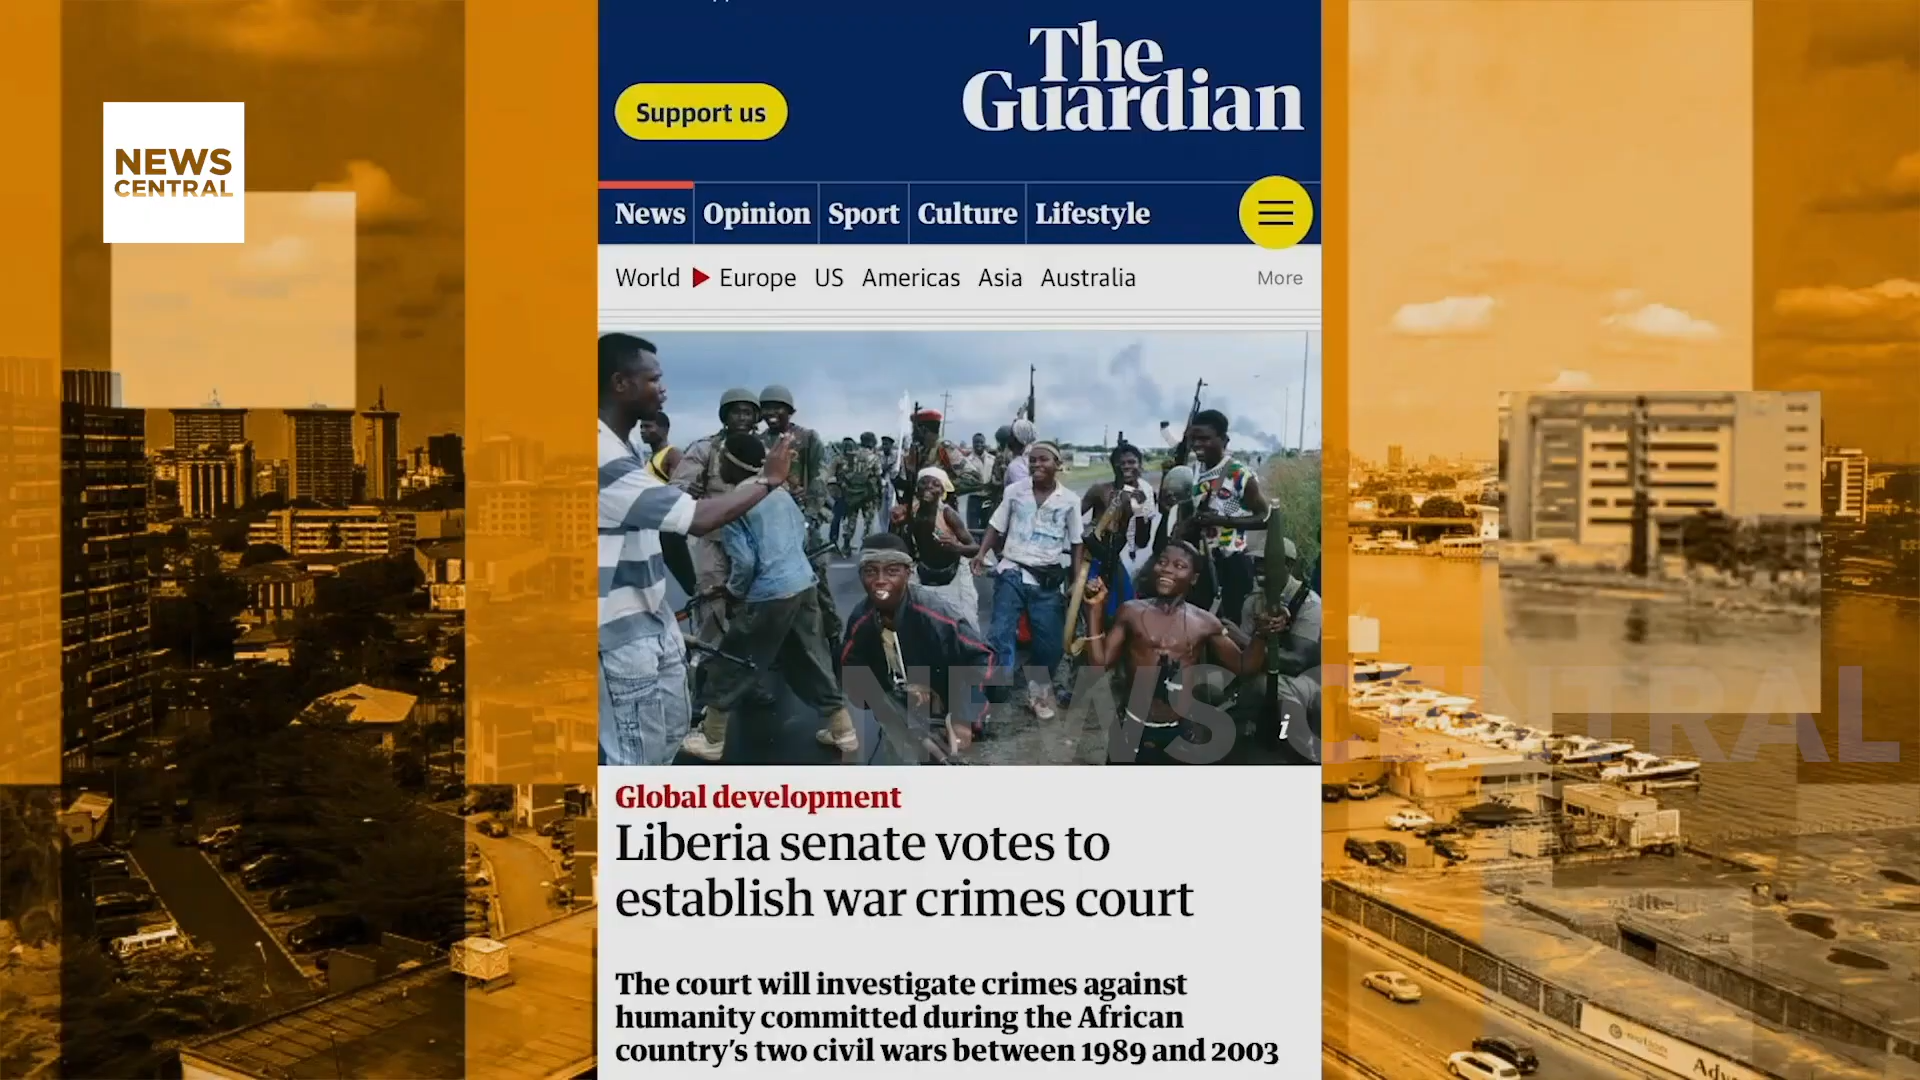 NEWS
CENTRAL
Support us
The
Guardian
News
Opinion
Sport
Culture
Lifestyle
World
Europe
US
Americas
Asia
Australia
More
i
NEWS CENTRAL
Global development
Liberia senate votes to
establish war crimes court
The court will investigate crimes against
humanity committed during the African
country's two civil wars between 1989 and 2003